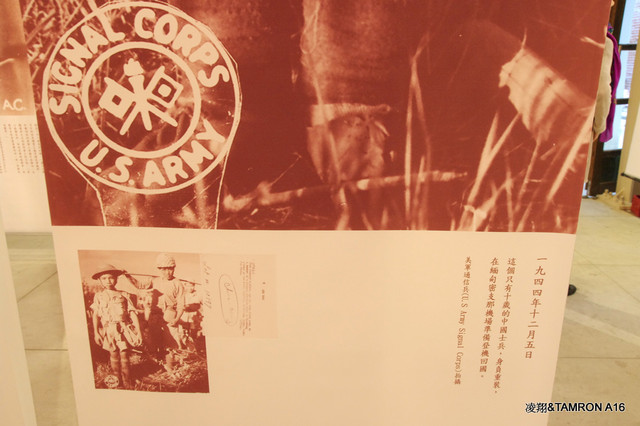 SIGNAL CORPS
U.S. ARMY
A.C.
一九四四年十二月五日
這個只有十歲的中國士兵，身負重裝，
在緬甸密支那機場準備登機回國。
美軍通信兵(U.S Army Signal Corps)拍攝
凌翔&TAMRON A16